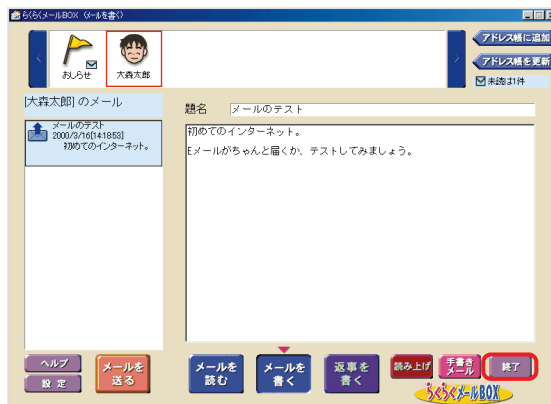 らくらくメールBOX (メールを書く)
おしらせ
大森太郎
アドレス帳に追加
アドレス帳を更新
未読は1件
[大森太郎] のメール
メールのテスト
2000/3/16[14:18:53]
初めてのインターネット。
題名
メールのテスト
初めてのインターネット。
Eメールがちゃんと届くか、テストしてみましょう。
ヘルプ
設定
メールを
送る
メールを
読む
メールを
書く
返事を
書く
読み上げ
手書き
メール
終了
らくらくメールBOX